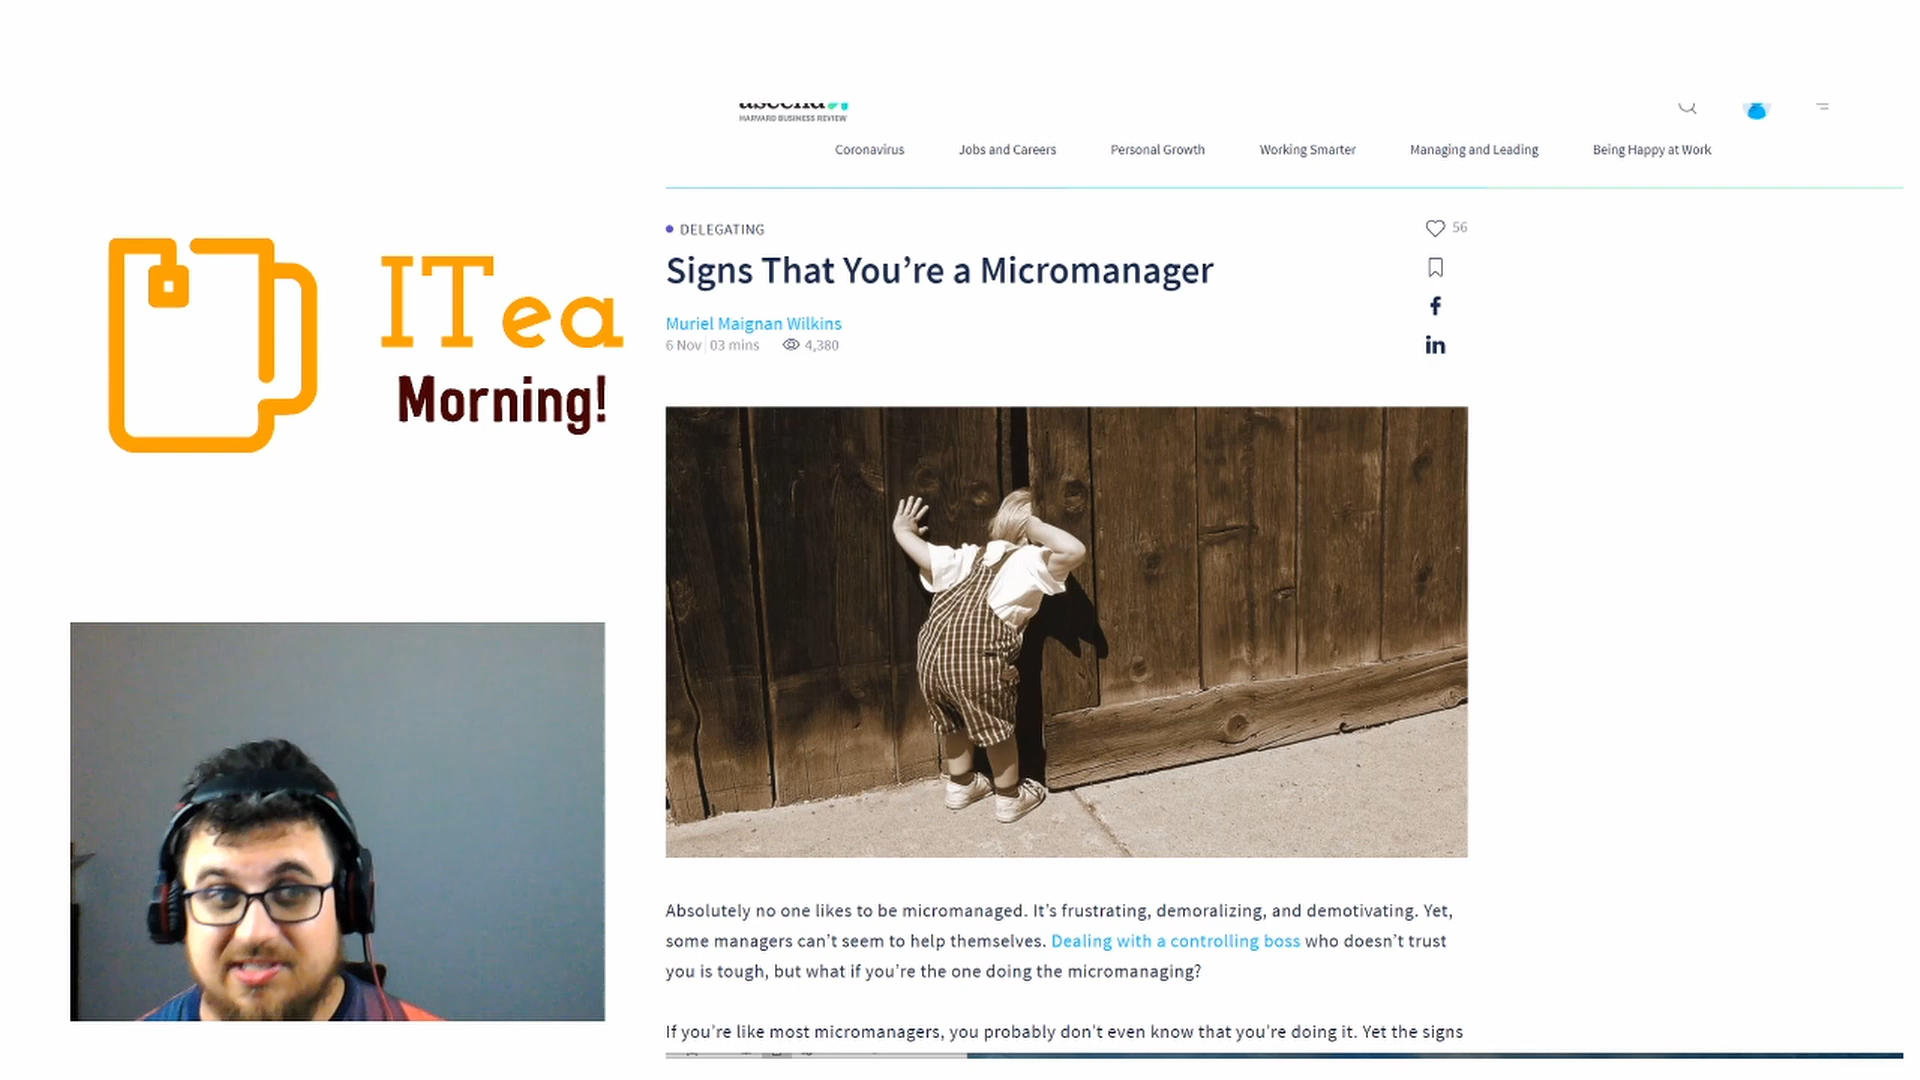 ascend
HARVARD BUSINESS REVIEW
Coronavirus
Jobs and Careers
Personal Growth
Working Smarter
Managing and Leading
Being Happy at Work
ITea
Morning!
DELEGATING
56
Signs That You’re a Micromanager
Muriel Maignan Wilkins
6 Nov 03 mins 4,380
f
in
Absolutely no one likes to be micromanaged. It’s frustrating, demoralizing, and demotivating. Yet,
some managers can’t seem to help themselves. Dealing with a controlling boss who doesn’t trust
you is tough, but what if you’re the one doing the micromanaging?
If you’re like most micromanagers, you probably don’t even know that you’re doing it. Yet the signs